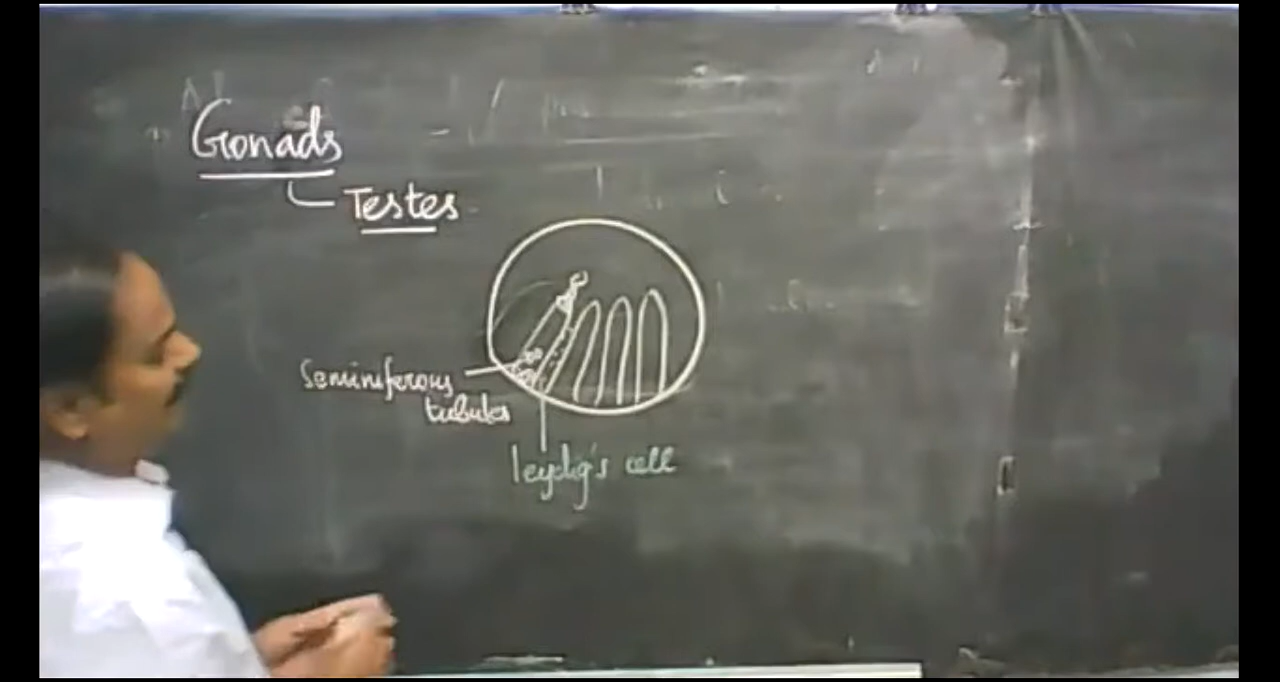 Gonads
Testes
Seminiferous
tubules
leydig's cell